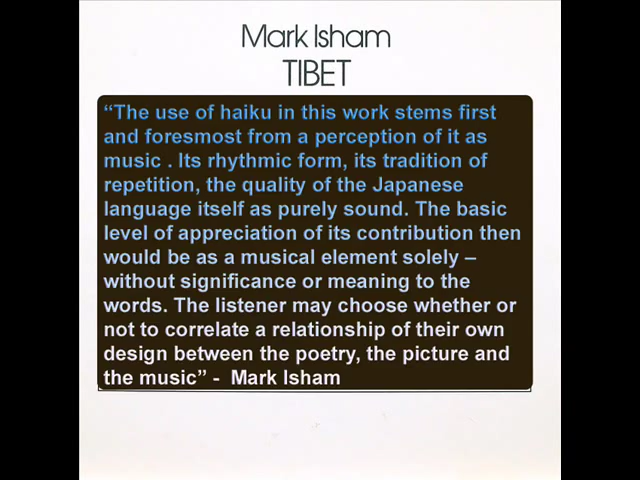 Mark Isham
TIBET
“The use of haiku in this work stems first
and foresmost from a perception of it as
music . Its rhythmic form, its tradition of
repetition, the quality of the Japanese
language itself as purely sound. The basic
level of appreciation of its contribution then
would be as a musical element solely –
without significance or meaning to the
words. The listener may choose whether or
not to correlate a relationship of their own
design between the poetry, the picture and
the music” - Mark Isham